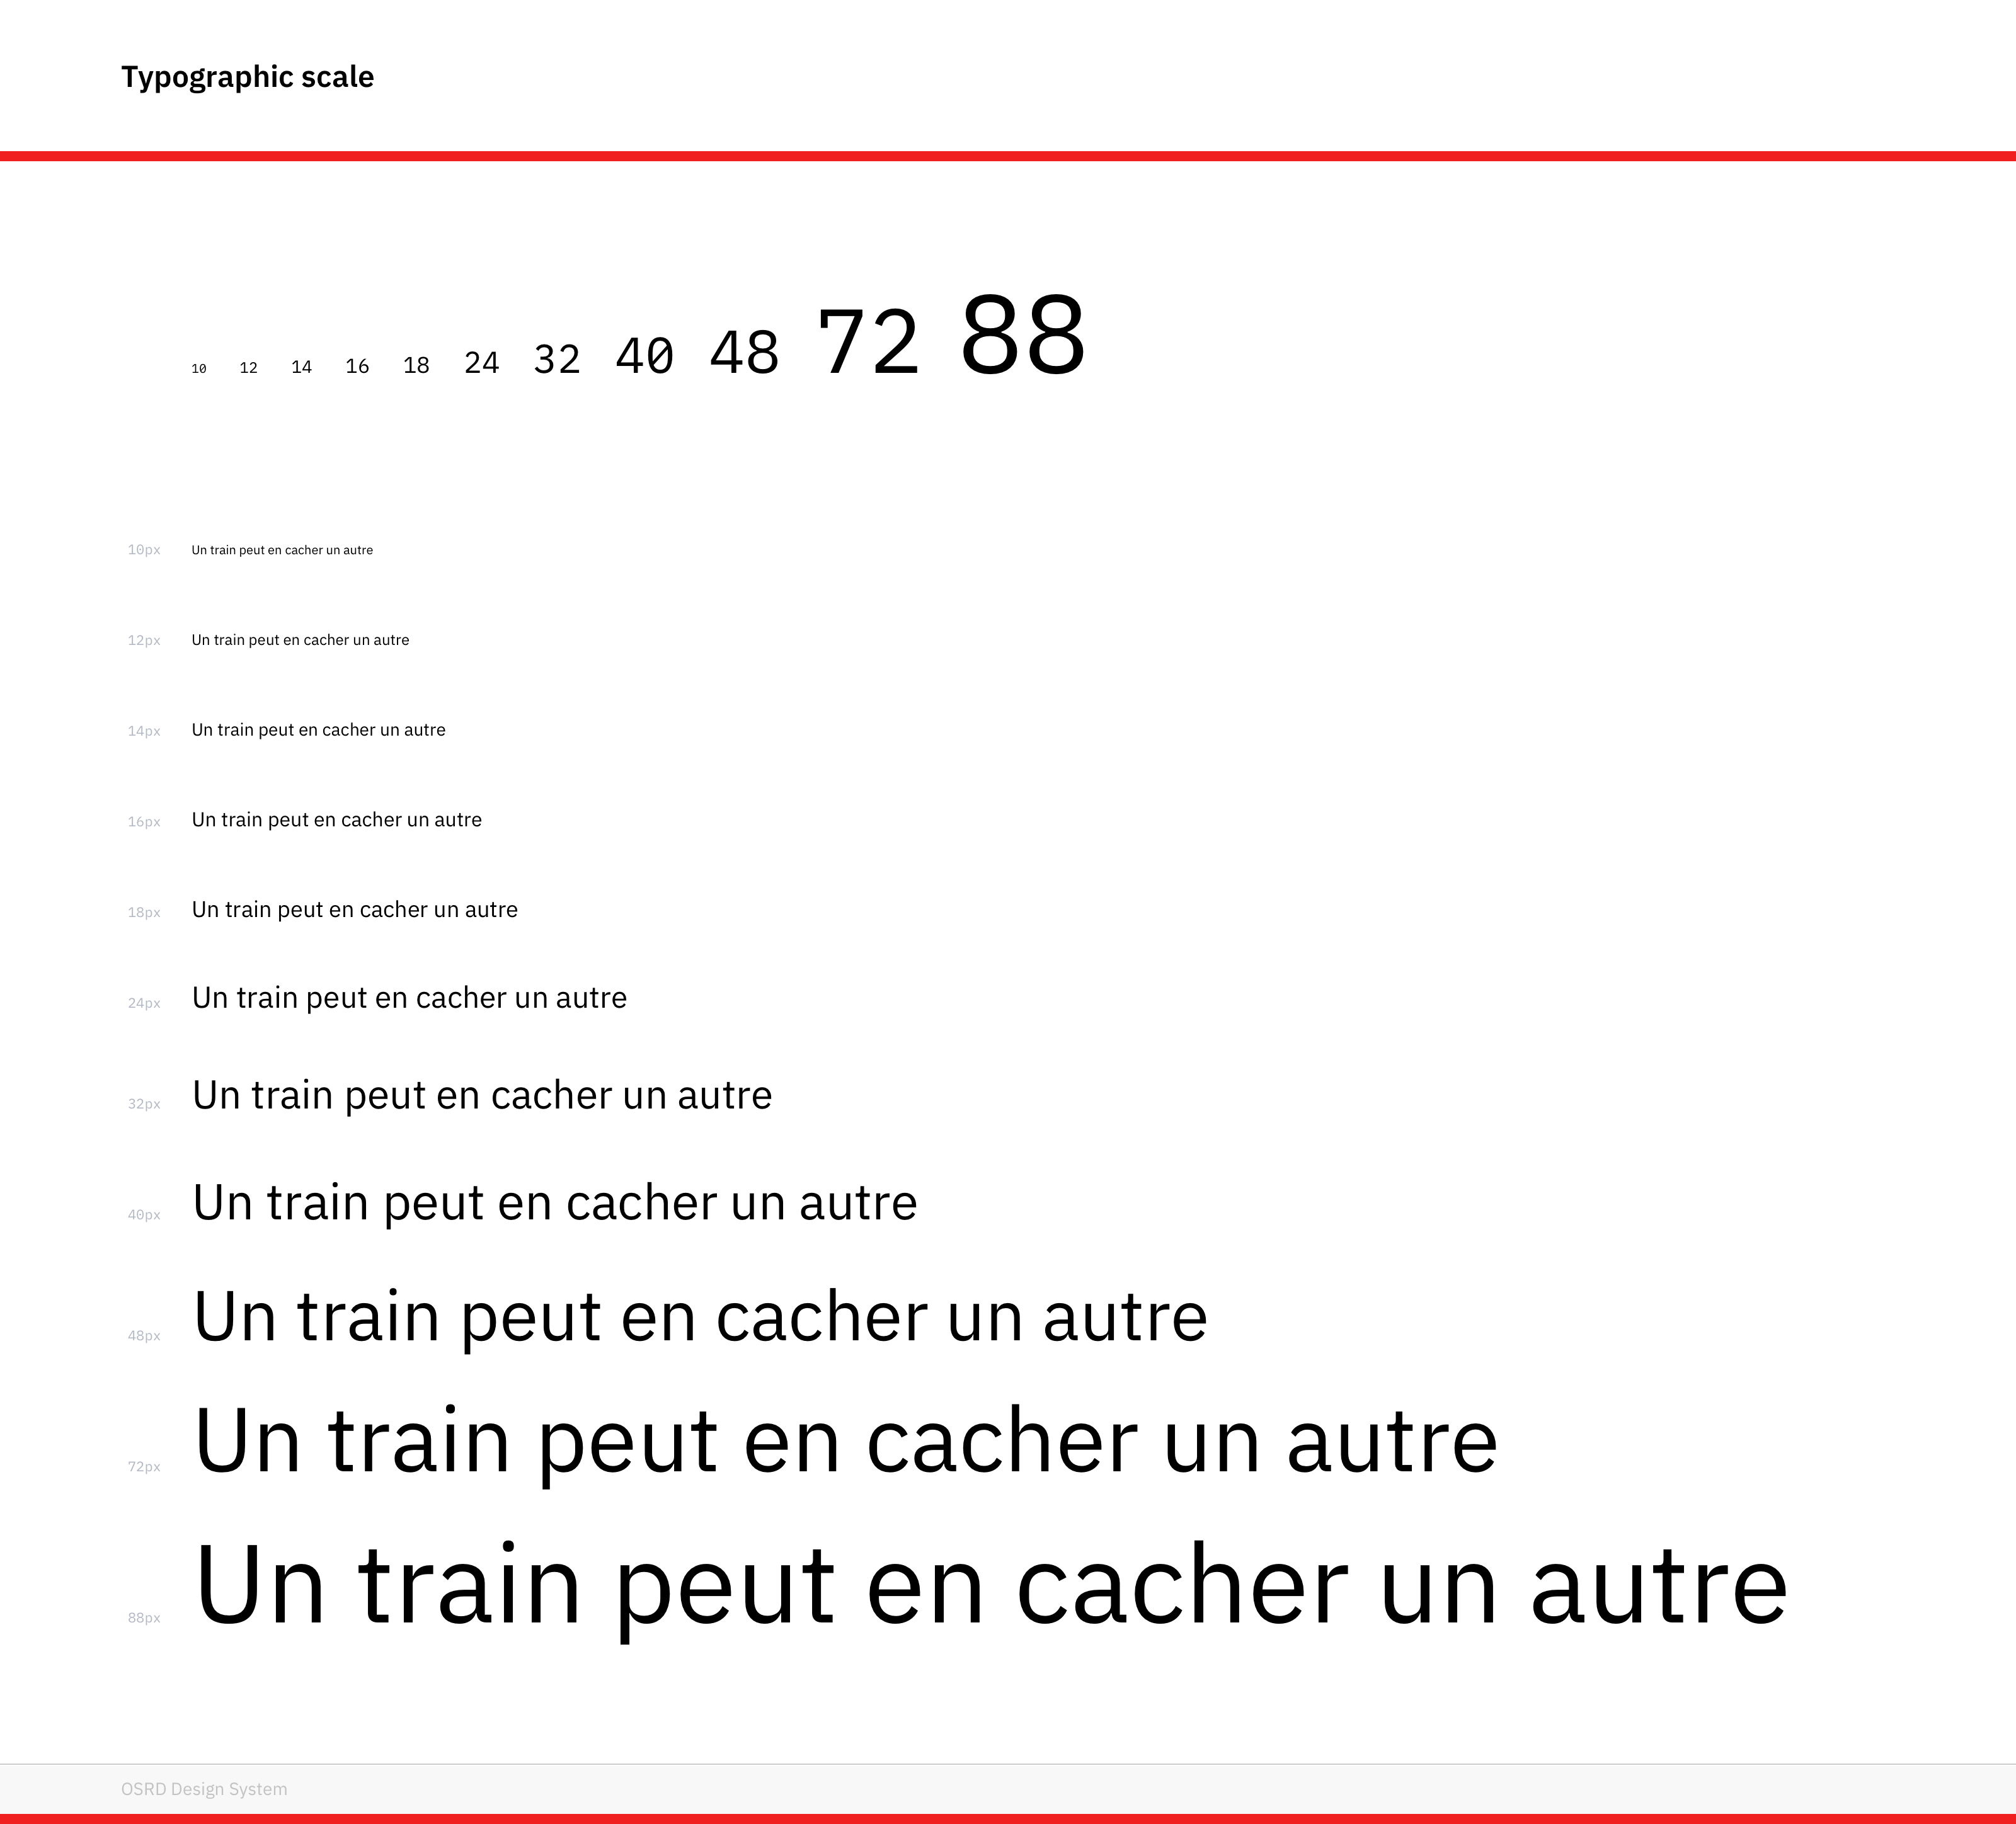 Typographic scale
10 12 14 16 18 24 32 40 48 72 88
10px Un train peut en cacher un autre
12px Un train peut en cacher un autre
14px Un train peut en cacher un autre
16px Un train peut en cacher un autre
18px Un train peut en cacher un autre
24px Un train peut en cacher un autre
32px Un train peut en cacher un autre
40px Un train peut en cacher un autre
48px Un train peut en cacher un autre
72px Un train peut en cacher un autre
88px Un train peut en cacher un autre
OSRD Design System